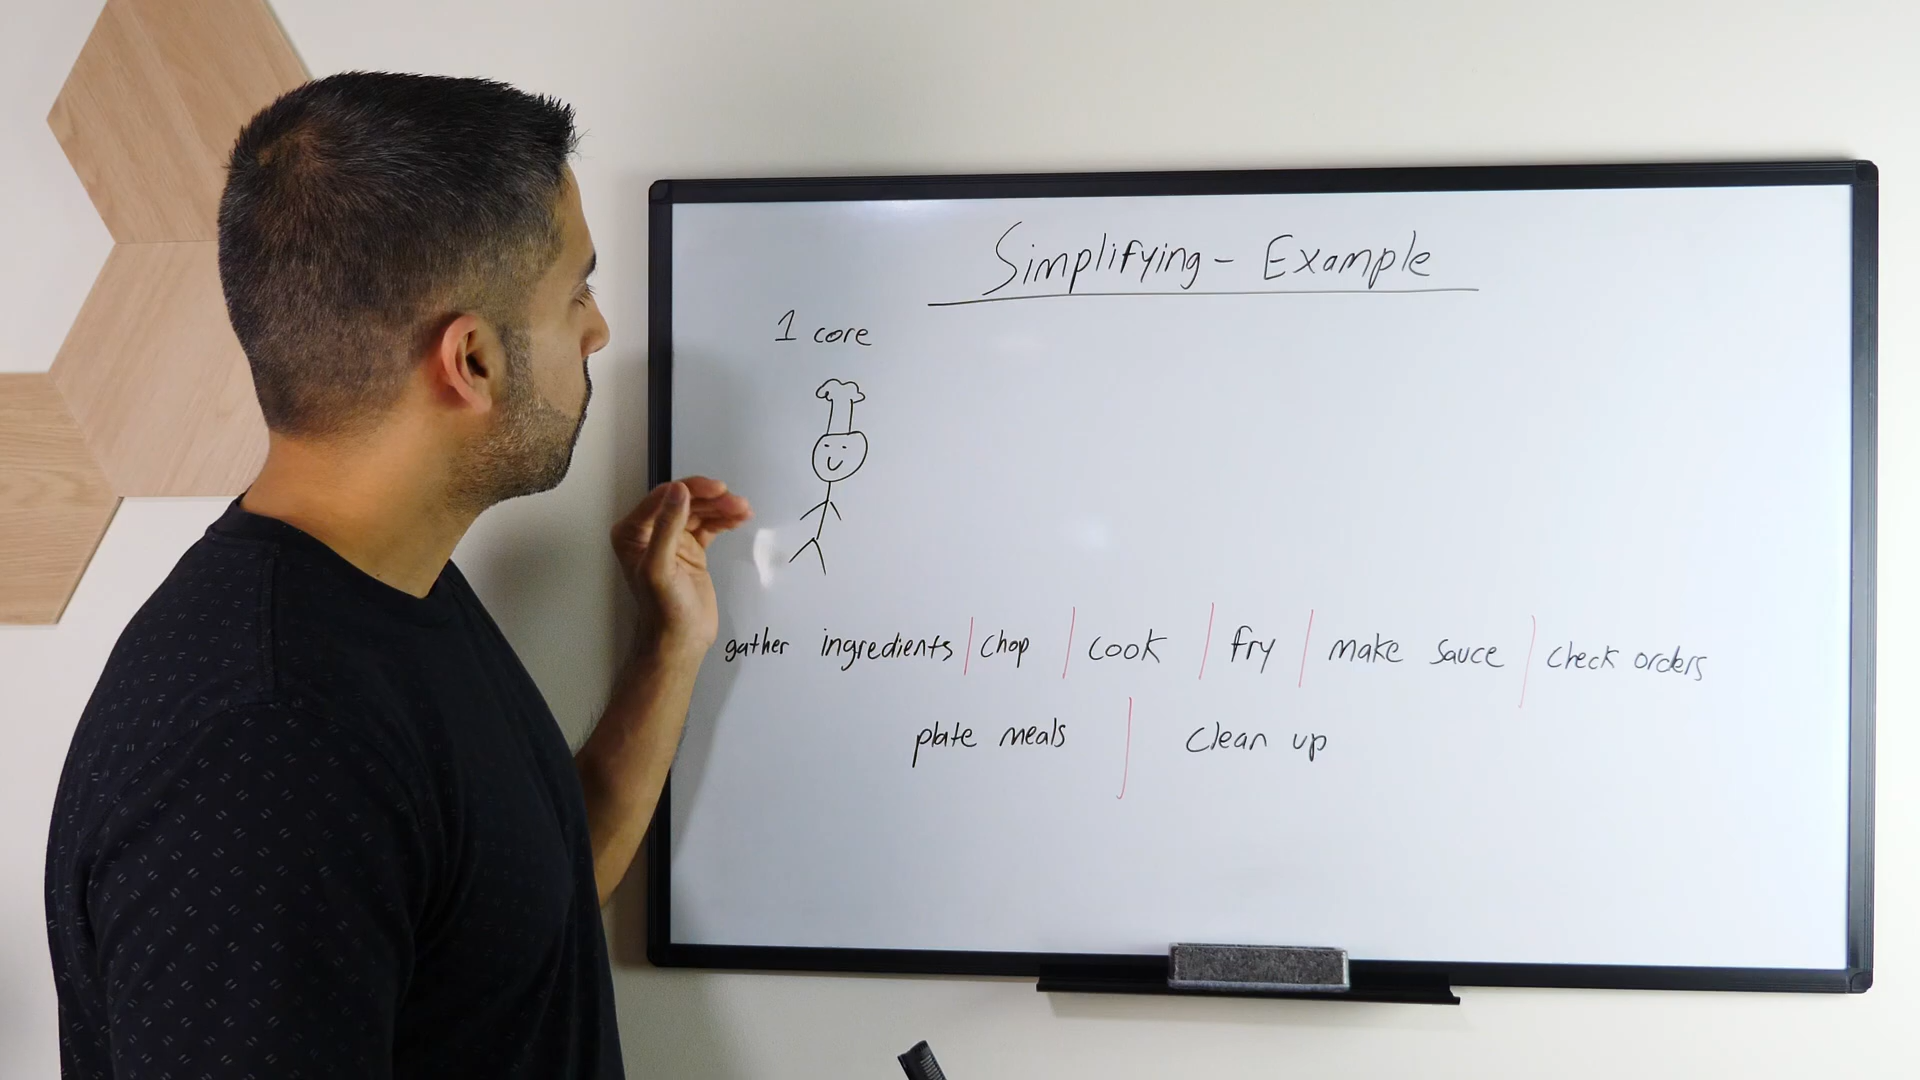 Simplifying - Example
1 core
gather ingredients | chop | cook | fry | make sauce | check orders
plate meals | clean up